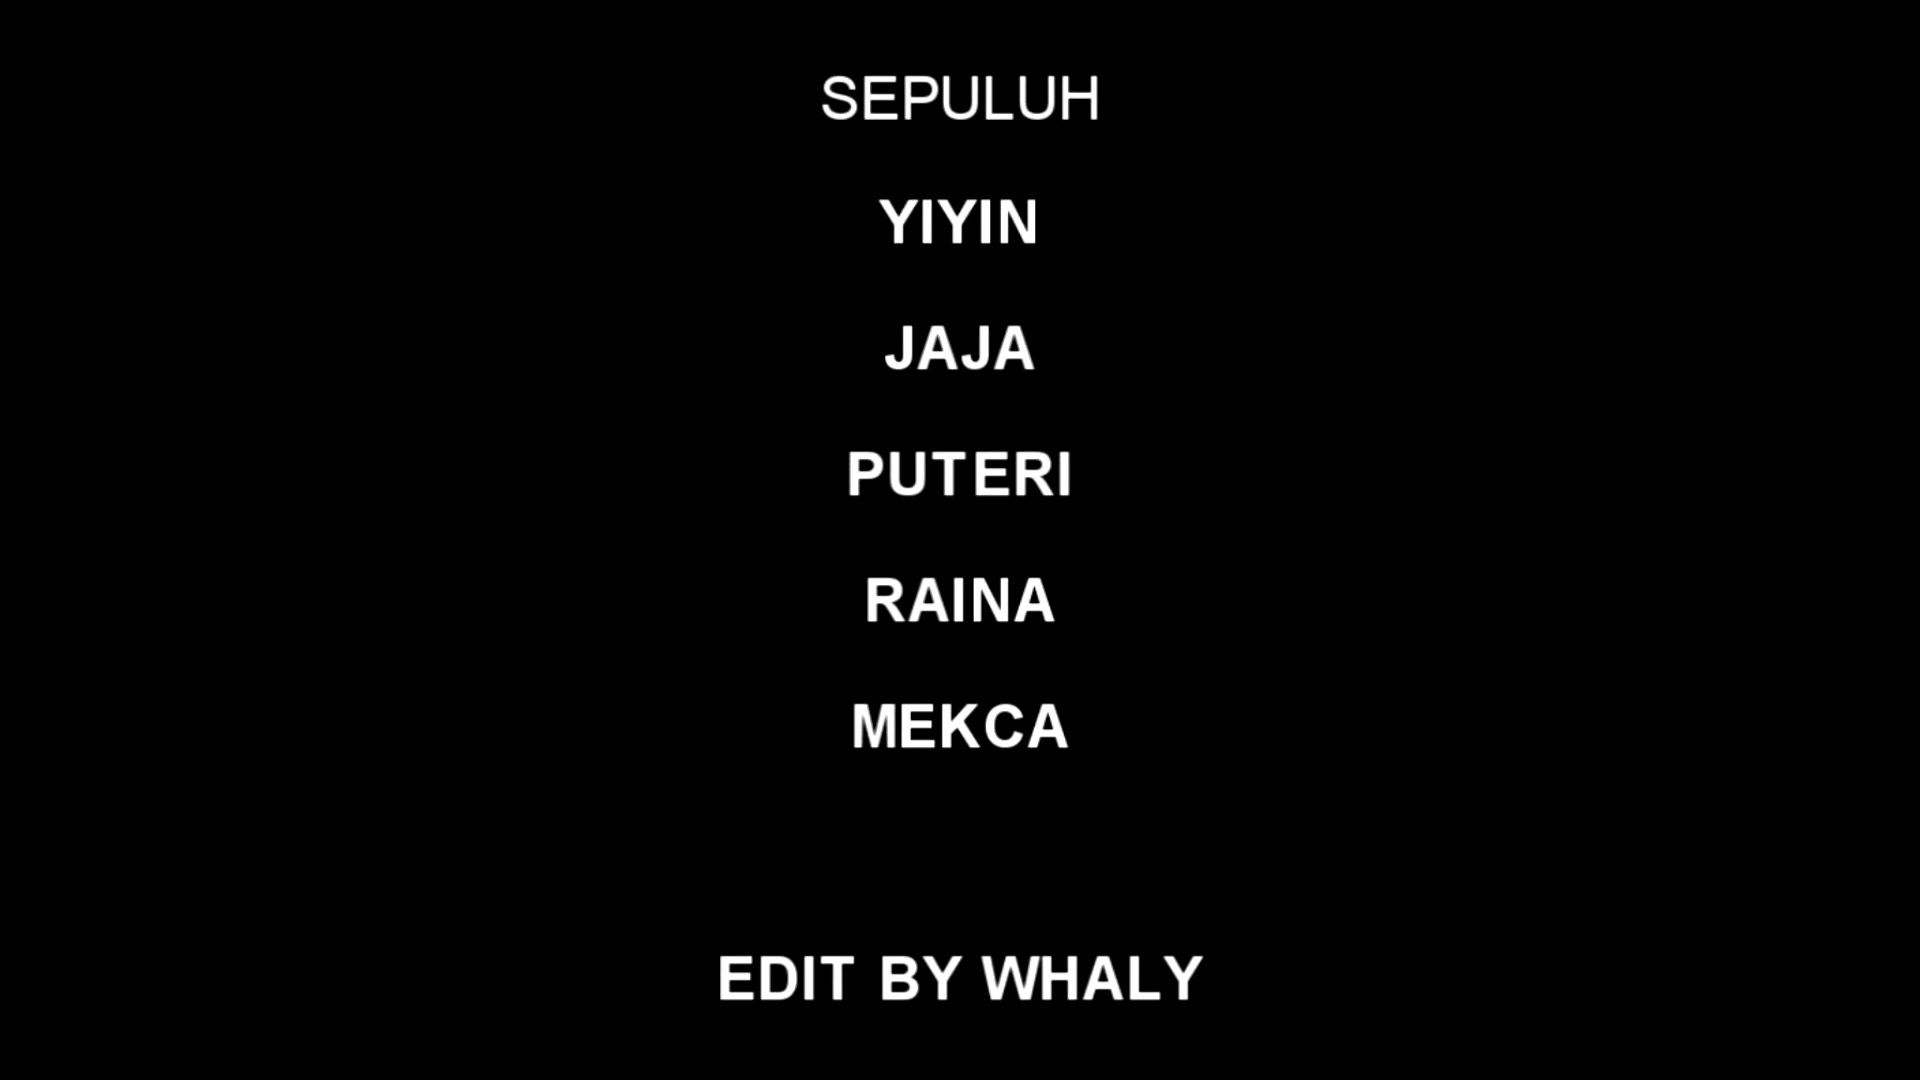 SEPULUH
YIYIN
JAJA
PUTERI
RAINA
MEKCA
EDIT BY WHALY